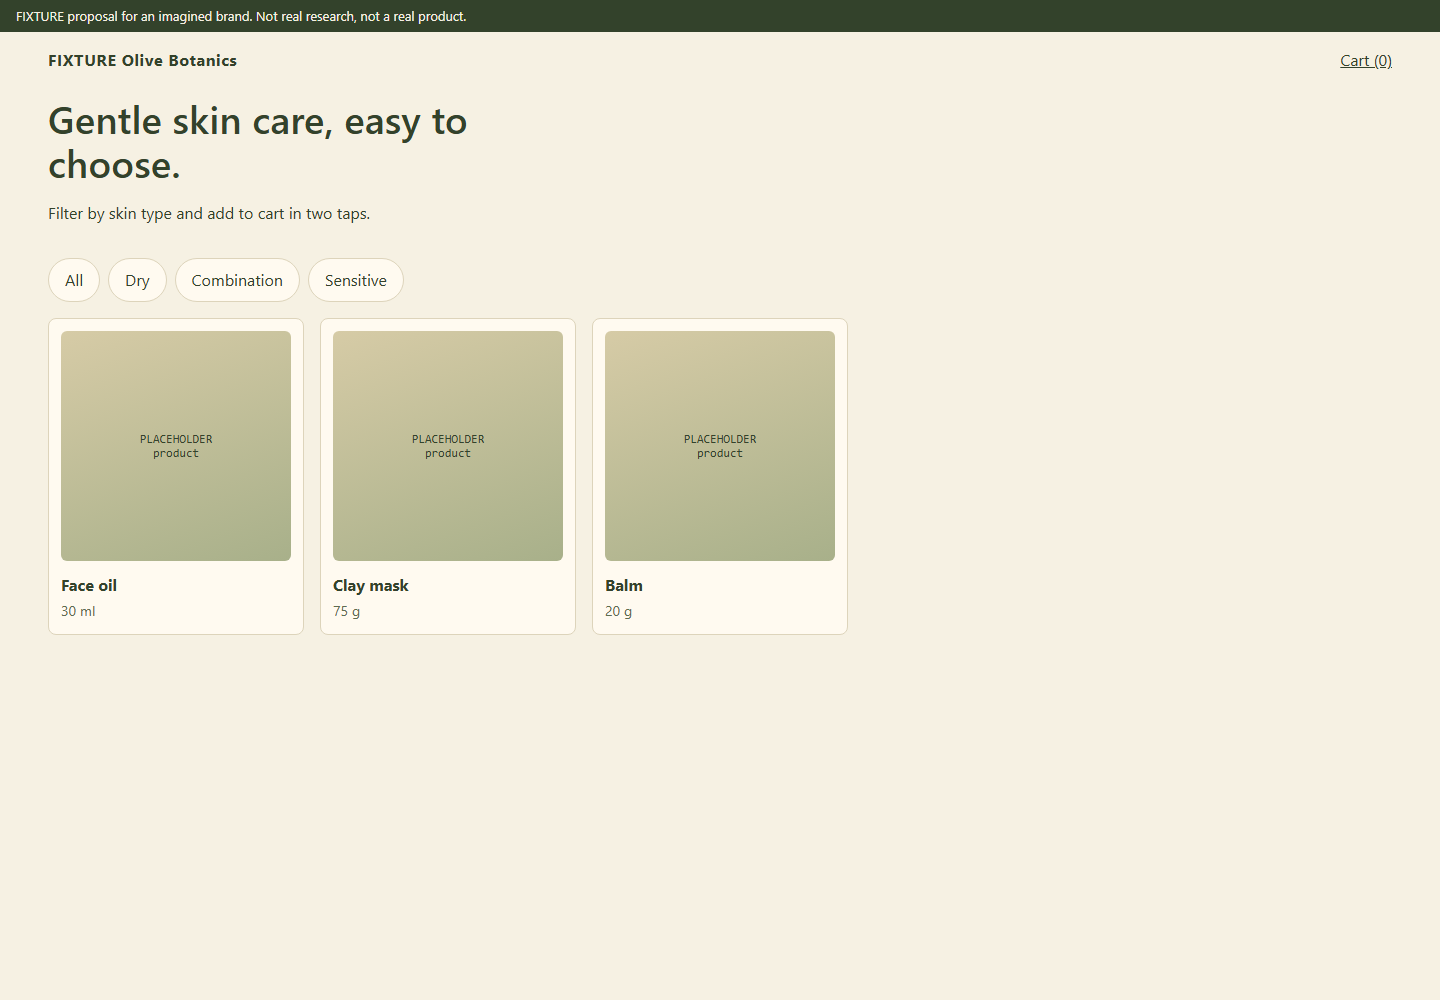 FIXTURE proposal for an imagined brand. Not real research, not a real product.
FIXTURE Olive Botanics
Cart (0)
Gentle skin care, easy to
choose.
Filter by skin type and add to cart in two taps.
All
Dry
Combination
Sensitive
PLACEHOLDER
product
Face oil
30 ml
PLACEHOLDER
product
Clay mask
75 g
PLACEHOLDER
product
Balm
20 g